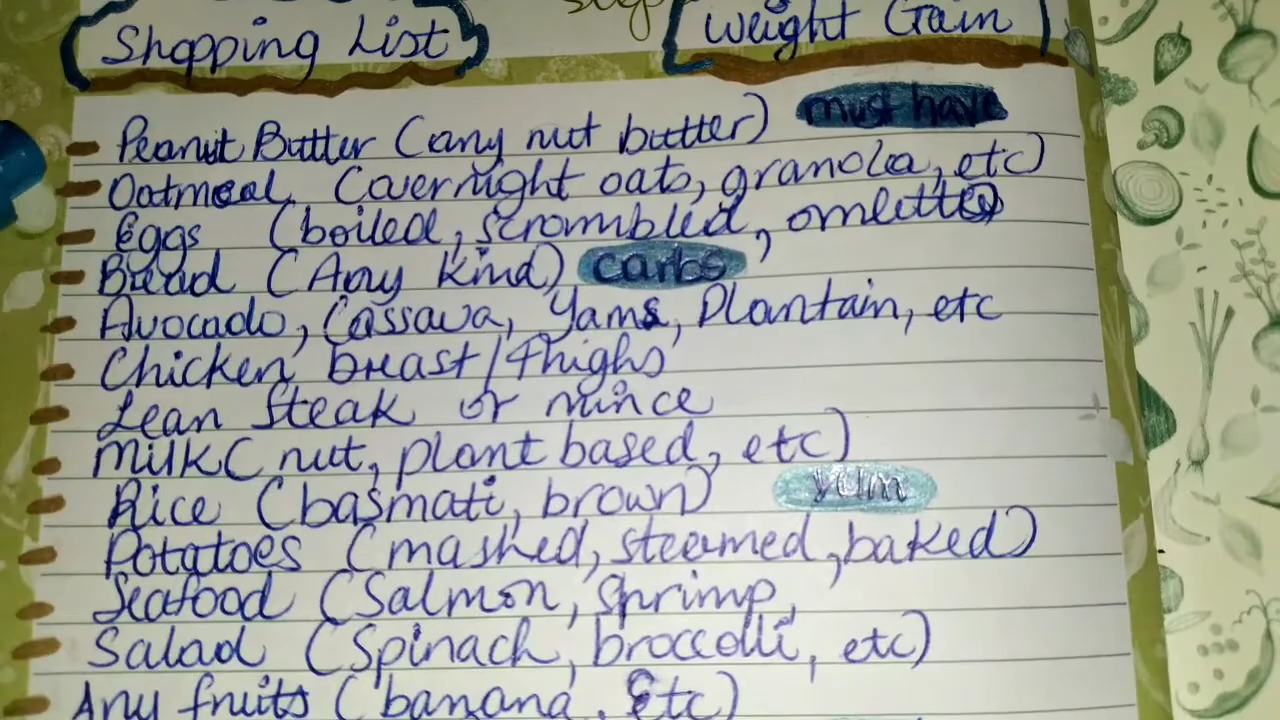 Shopping List
Weight Gain
Peanut Butter (any nut butter) must have
Oatmeal (overnight oats, granola, etc)
Eggs (boiled, scrambled, omlettes)
Bread (Any kind) carbs
Avocado, Cassava, Yams, Plantain, etc
Chicken breast/Thighs
Lean Steak or mince
Milk (nut, plant based, etc)
Rice (basmati, brown) yum
Potatoes (mashed, steamed, baked)
Seafood (Salmon, Shrimp,
Salad (Spinach, broccolli, etc)
Any fruits (banana, Etc)